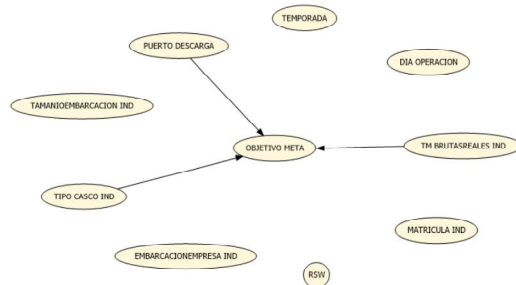 TEMPORADA
PUERTO DESCARGA
DIA OPERACION
TAMANIOEMBARCACION IND
OBJETIVO META
TM BRUTASREALES IND
TIPO CASCO IND
MATRICULA IND
EMBARCACIONEMPRESA IND
RSW